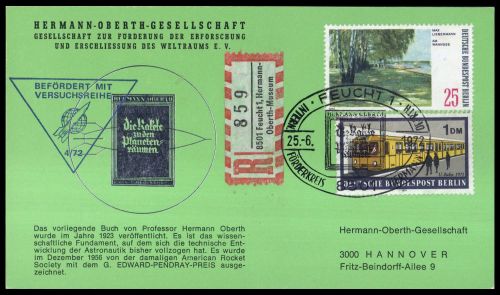 HERMANN-OBERTH-GESELLSCHAFT
GESELLSCHAFT ZUR FÖRDERUNG DER ERFORSCHUNG
UND ERSCHLIESSUNG DES WELTRAUMS E. V.
BEFÖRDERT MIT
VERSUCHSREIHE
4/72
HERMANN OBERTH
Die Rakete
zu den
Planeten-
räumen
R
859
8501 Feucht 1, Hermann-
Oberth-Museum
MAX
LIEBERMANN
AM
WANNSEE
DEUTSCHE BUNDESPOST BERLIN
25
FEUCHT 1
25.-6.
FÖRDERKREIS
1 DM
DEUTSCHE BUNDESPOST BERLIN
Das vorliegende Buch von Professor Hermann Oberth
wurde im Jahre 1923 veröffentlicht. Es ist das wissen-
schaftliche Fundament, auf dem sich die technische Ent-
wicklung der Astronautik bisher vollzogen hat. Es wurde
im Dezember 1956 von der damaligen American Rocket
Society mit dem G. EDWARD-PENDRAY-PREIS ausge-
zeichnet.
Hermann-Oberth-Gesellschaft
3000 HANNOVER
Fritz-Beindorff-Allee 9